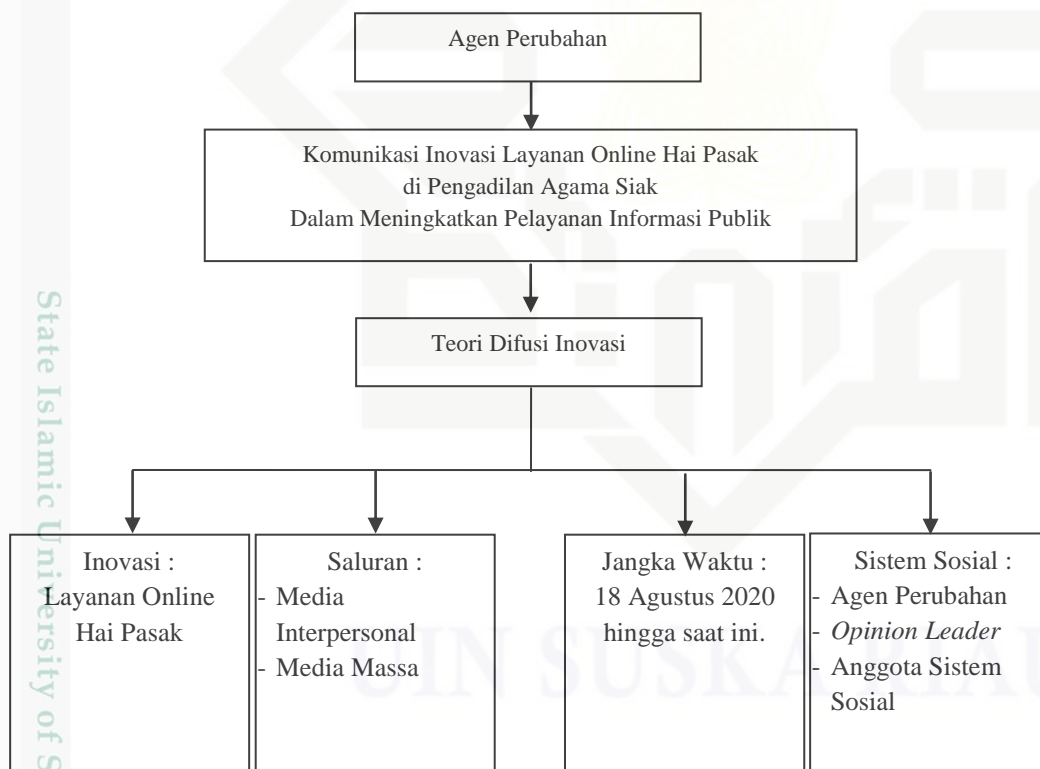 Agen Perubahan
Komunikasi Inovasi Layanan Online Hai Pasak
di Pengadilan Agama Siak
Dalam Meningkatkan Pelayanan Informasi Publik
Teori Difusi Inovasi
Inovasi :
Layanan Online
Hai Pasak
Saluran :
- Media
Interpersonal
- Media Massa
Jangka Waktu :
18 Agustus 2020
hingga saat ini.
Sistem Sosial :
- Agen Perubahan
- Opinion Leader
- Anggota Sistem
Sosial
State Islamic University of S
UIN SUSKA RIAU